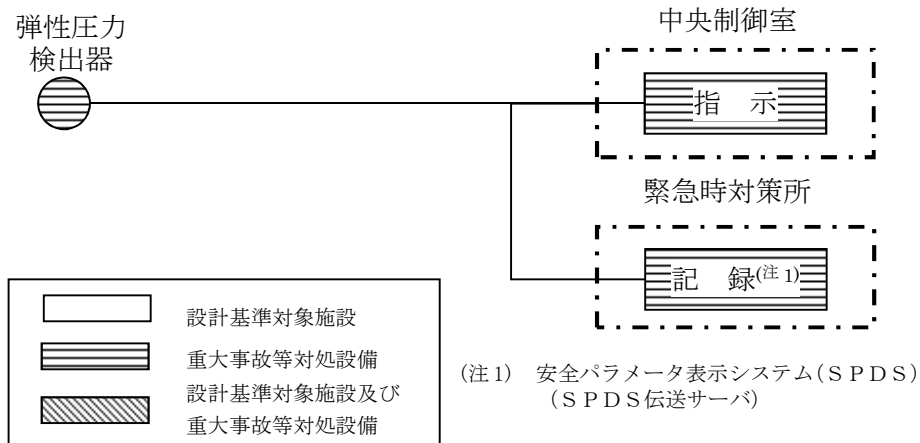 弾性圧力
検出器
中央制御室
指　示
緊急時対策所
記　録(注1)
設計基準対象施設
重大事故等対処設備
設計基準対象施設及び
重大事故等対処設備
(注1)　安全パラメータ表示システム(ＳＰＤＳ)
(ＳＰＤＳ伝送サーバ)